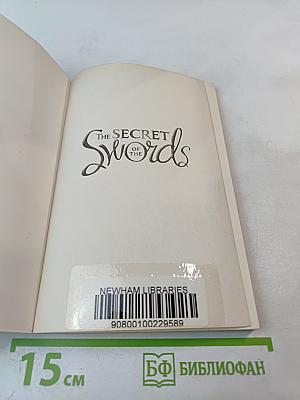 THE SECRET
OF THE
Swords
NEWHAM LIBRARIES
90800100229589
15 см
БФ БИБЛИОФАН